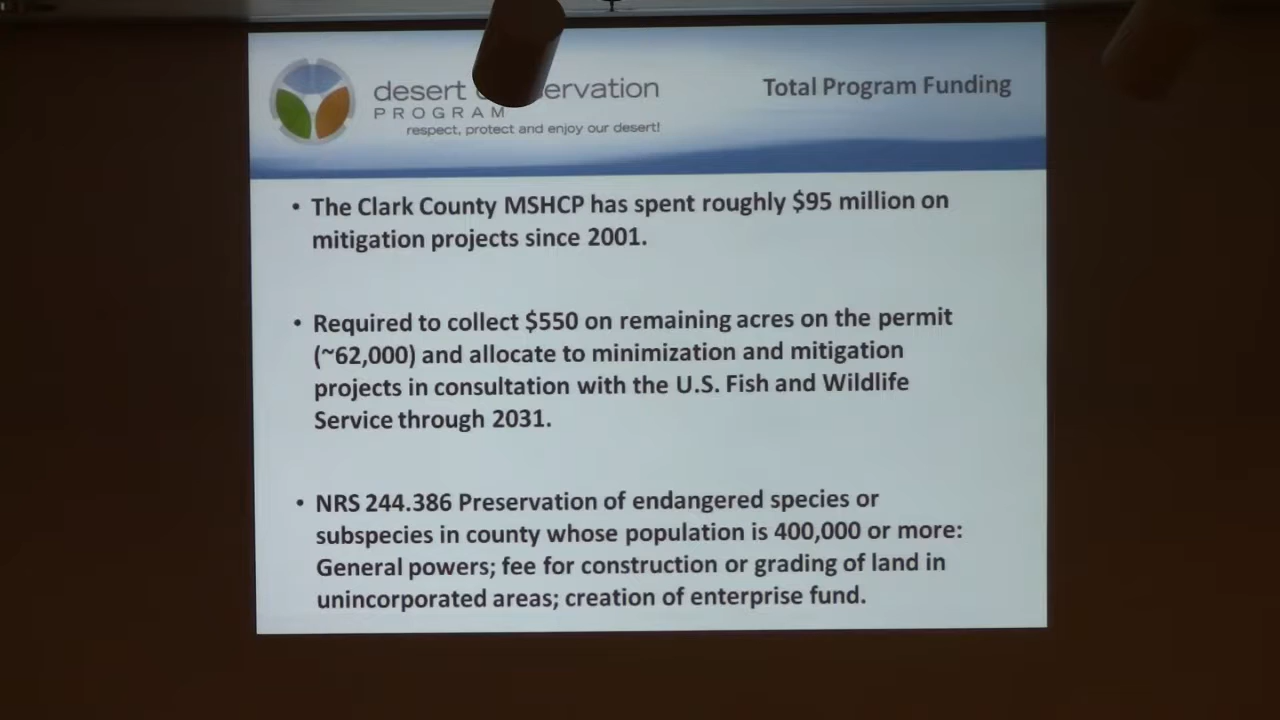 desert ervation
PROGRAM
respect, protect and enjoy our desert!
Total Program Funding
• The Clark County MSHCP has spent roughly $95 million on
mitigation projects since 2001.
• Required to collect $550 on remaining acres on the permit
(~62,000) and allocate to minimization and mitigation
projects in consultation with the U.S. Fish and Wildlife
Service through 2031.
• NRS 244.386 Preservation of endangered species or
subspecies in county whose population is 400,000 or more:
General powers; fee for construction or grading of land in
unincorporated areas; creation of enterprise fund.